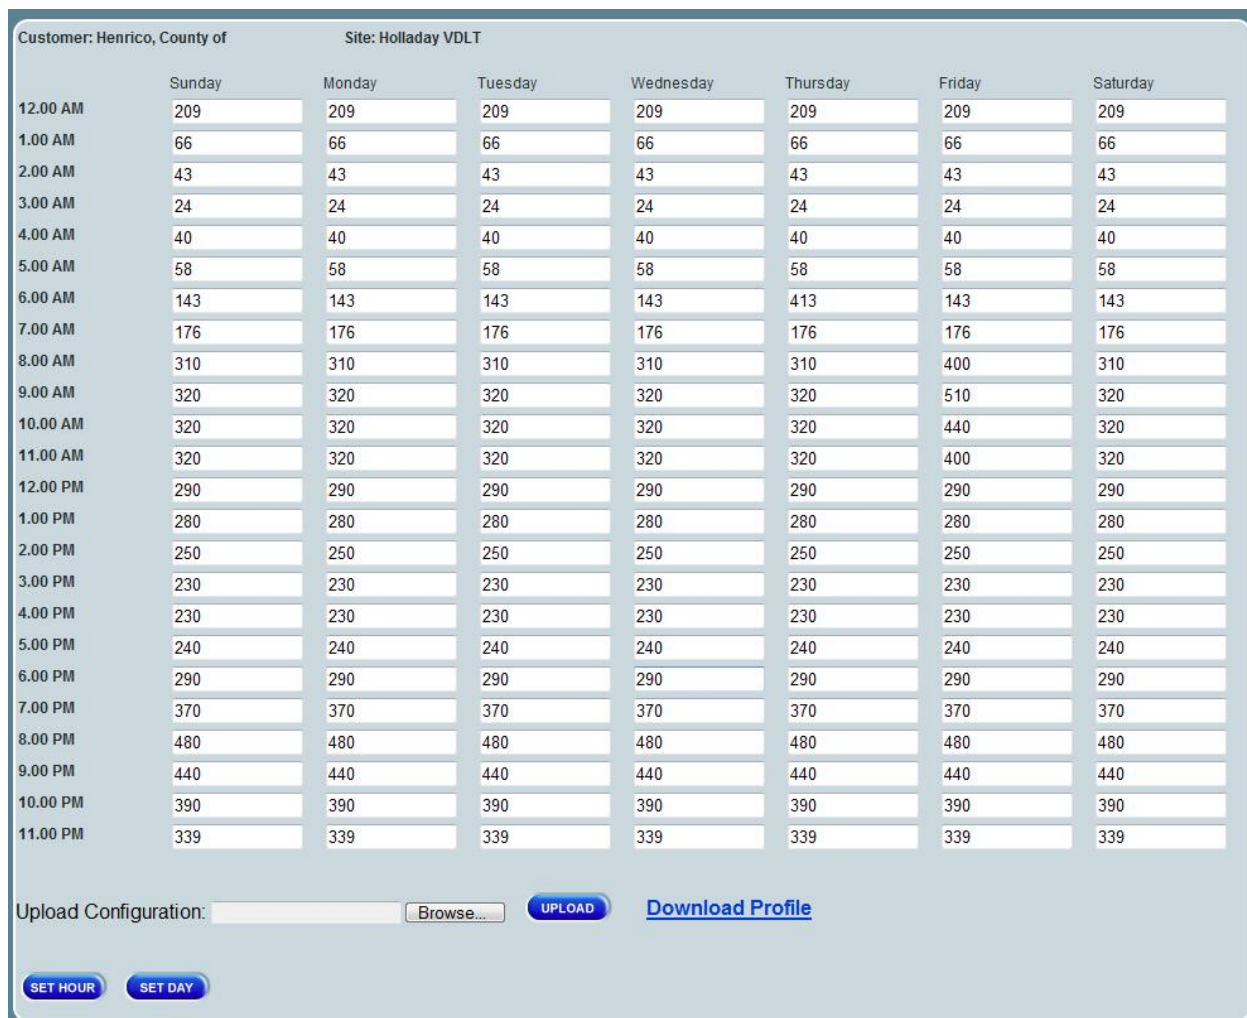 Customer: Henrico, County of Site: Holladay VDLT
Sunday Monday Tuesday Wednesday Thursday Friday Saturday
12.00 AM 209 209 209 209 209 209 209
1.00 AM 66 66 66 66 66 66 66
2.00 AM 43 43 43 43 43 43 43
3.00 AM 24 24 24 24 24 24 24
4.00 AM 40 40 40 40 40 40 40
5.00 AM 58 58 58 58 58 58 58
6.00 AM 143 143 143 143 413 143 143
7.00 AM 176 176 176 176 176 176 176
8.00 AM 310 310 310 310 310 400 310
9.00 AM 320 320 320 320 320 510 320
10.00 AM 320 320 320 320 320 440 320
11.00 AM 320 320 320 320 320 400 320
12.00 PM 290 290 290 290 290 290 290
1.00 PM 280 280 280 280 280 280 280
2.00 PM 250 250 250 250 250 250 250
3.00 PM 230 230 230 230 230 230 230
4.00 PM 230 230 230 230 230 230 230
5.00 PM 240 240 240 240 240 240 240
6.00 PM 290 290 290 290 290 290 290
7.00 PM 370 370 370 370 370 370 370
8.00 PM 480 480 480 480 480 480 480
9.00 PM 440 440 440 440 440 440 440
10.00 PM 390 390 390 390 390 390 390
11.00 PM 339 339 339 339 339 339 339
Upload Configuration: Browse... UPLOAD Download Profile
SET HOUR SET DAY